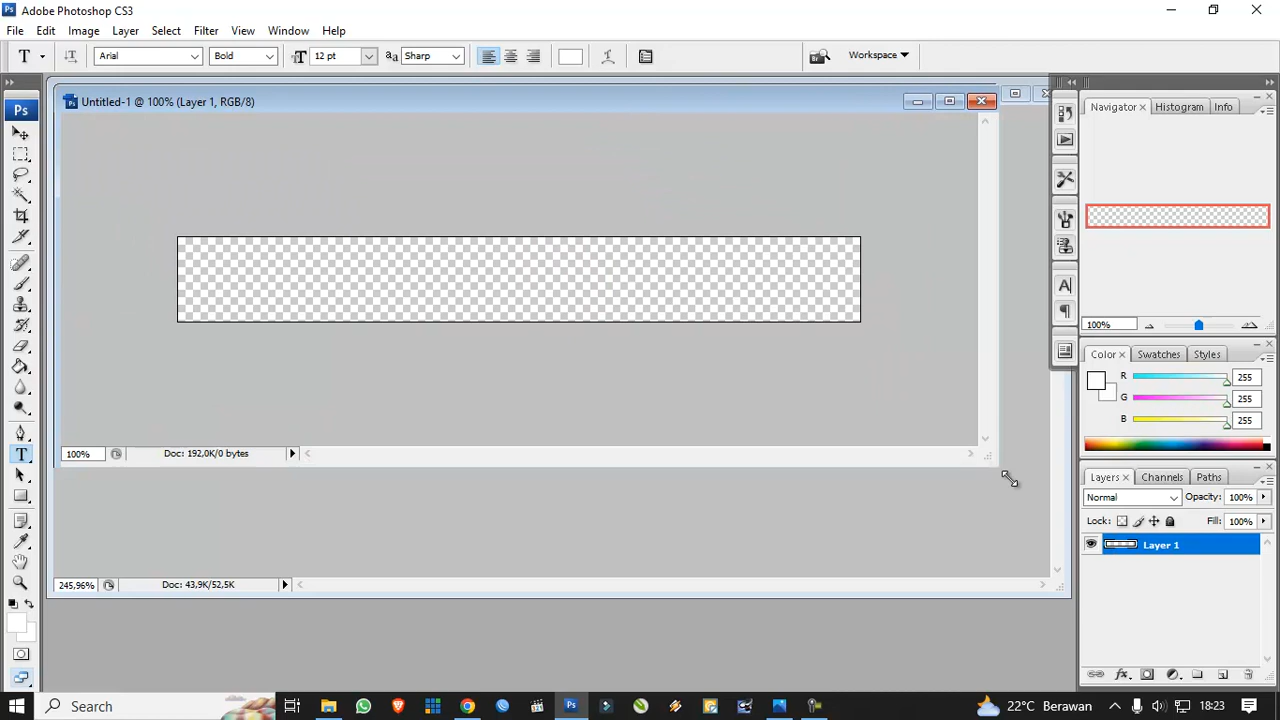 Adobe Photoshop CS3
File Edit Image Layer Select Filter View Window Help
Arial Bold 12 pt aa Sharp Workspace
Untitled-1 @ 100% (Layer 1, RGB/8)
Ps
Navigator Histogram Info
100%
Color Swatches Styles
R 255
G 255
B 255
100% Doc: 192,0K/0 bytes
Layers Channels Paths
Normal Opacity: 100%
Lock: Fill: 100%
Layer 1
245,96% Doc: 43,9K/52,5K
Search 22°C Berawan 18:23